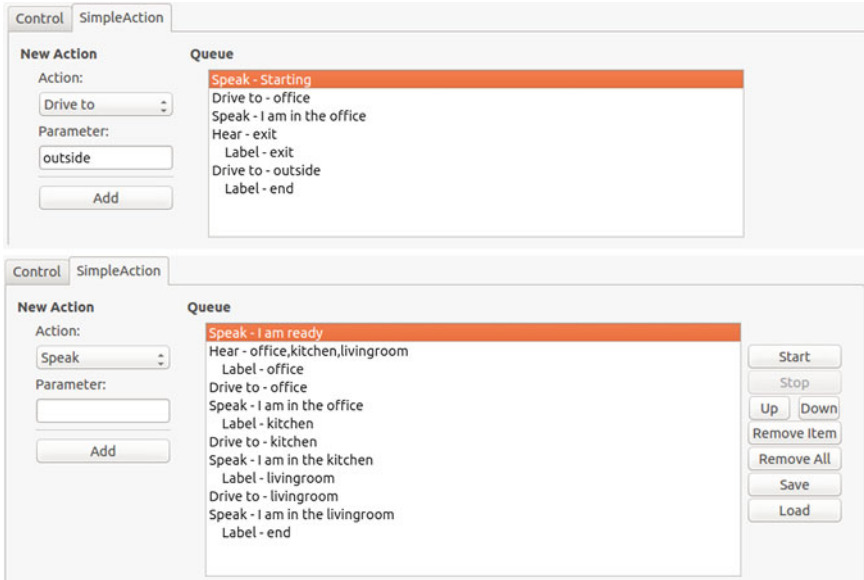 Control SimpleAction
New Action Queue
Action:
Drive to
Parameter:
outside
Add
Speak - Starting
Drive to - office
Speak - I am in the office
Hear - exit
Label - exit
Drive to - outside
Label - end
Control SimpleAction
New Action Queue
Action:
Speak
Parameter:
Add
Speak - I am ready
Hear - office,kitchen,livingroom
Label - office
Drive to - office
Speak - I am in the office
Label - kitchen
Drive to - kitchen
Speak - I am in the kitchen
Label - livingroom
Drive to - livingroom
Speak - I am in the livingroom
Label - end
Start
Stop
Up Down
Remove Item
Remove All
Save
Load